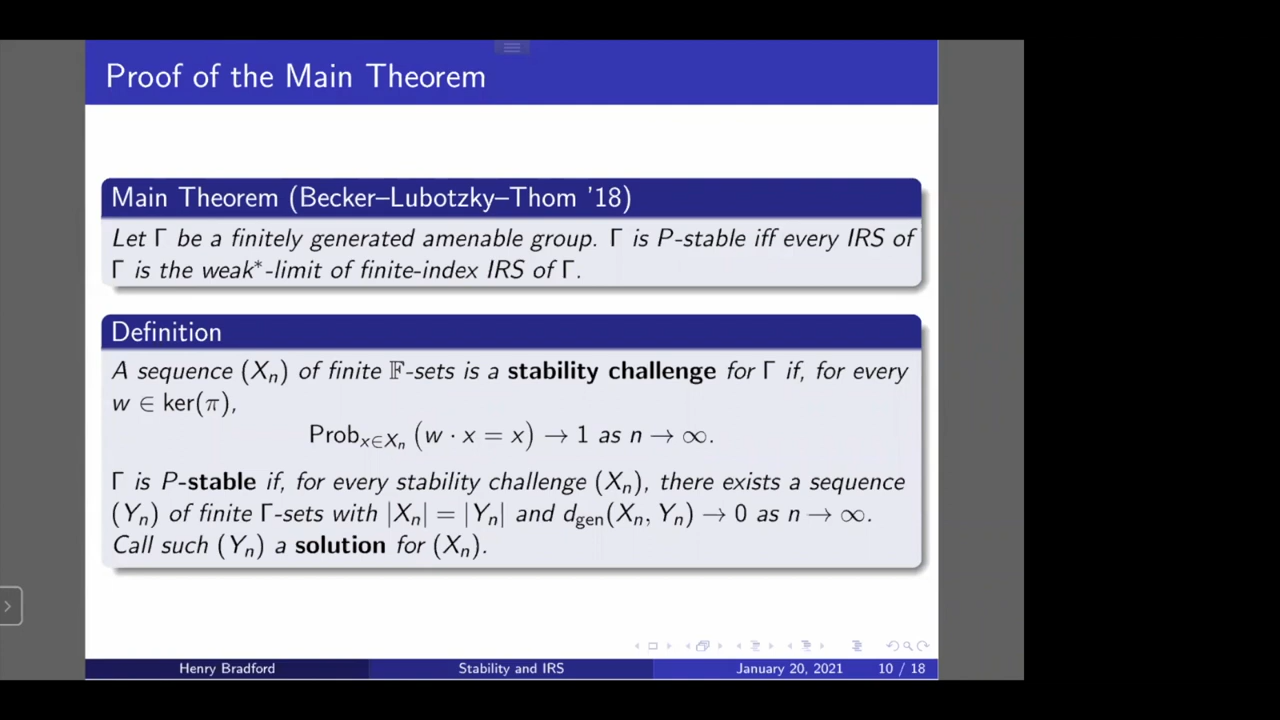 Proof of the Main Theorem
Main Theorem (Becker–Lubotzky–Thom '18)
Let Γ be a finitely generated amenable group. Γ is P-stable iff every IRS of
Γ is the weak*-limit of finite-index IRS of Γ.
Definition
A sequence (Xₙ) of finite 𝔽-sets is a stability challenge for Γ if, for every
w ∈ ker(π),
Prob_{x∈Xₙ} (w · x = x) → 1 as n → ∞.
Γ is P-stable if, for every stability challenge (Xₙ), there exists a sequence
(Yₙ) of finite Γ-sets with |Xₙ| = |Yₙ| and d_gen(Xₙ, Yₙ) → 0 as n → ∞.
Call such (Yₙ) a solution for (Xₙ).
Henry Bradford Stability and IRS January 20, 2021 10 / 18